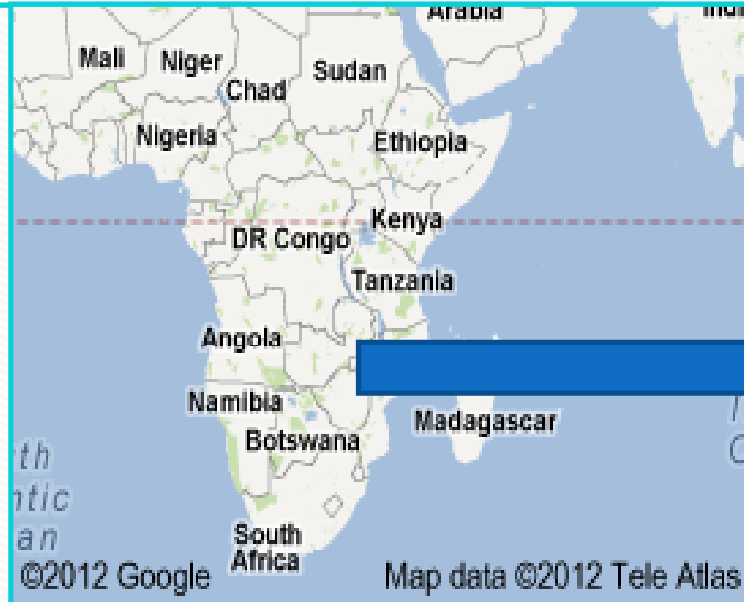 Arabia
Mali
Niger
Sudan
Chad
Nigeria
Ethiopia
Kenya
DR Congo
Tanzania
Angola
Namibia
Madagascar
Botswana
South
Africa
©2012 Google
Map data ©2012 Tele Atlas